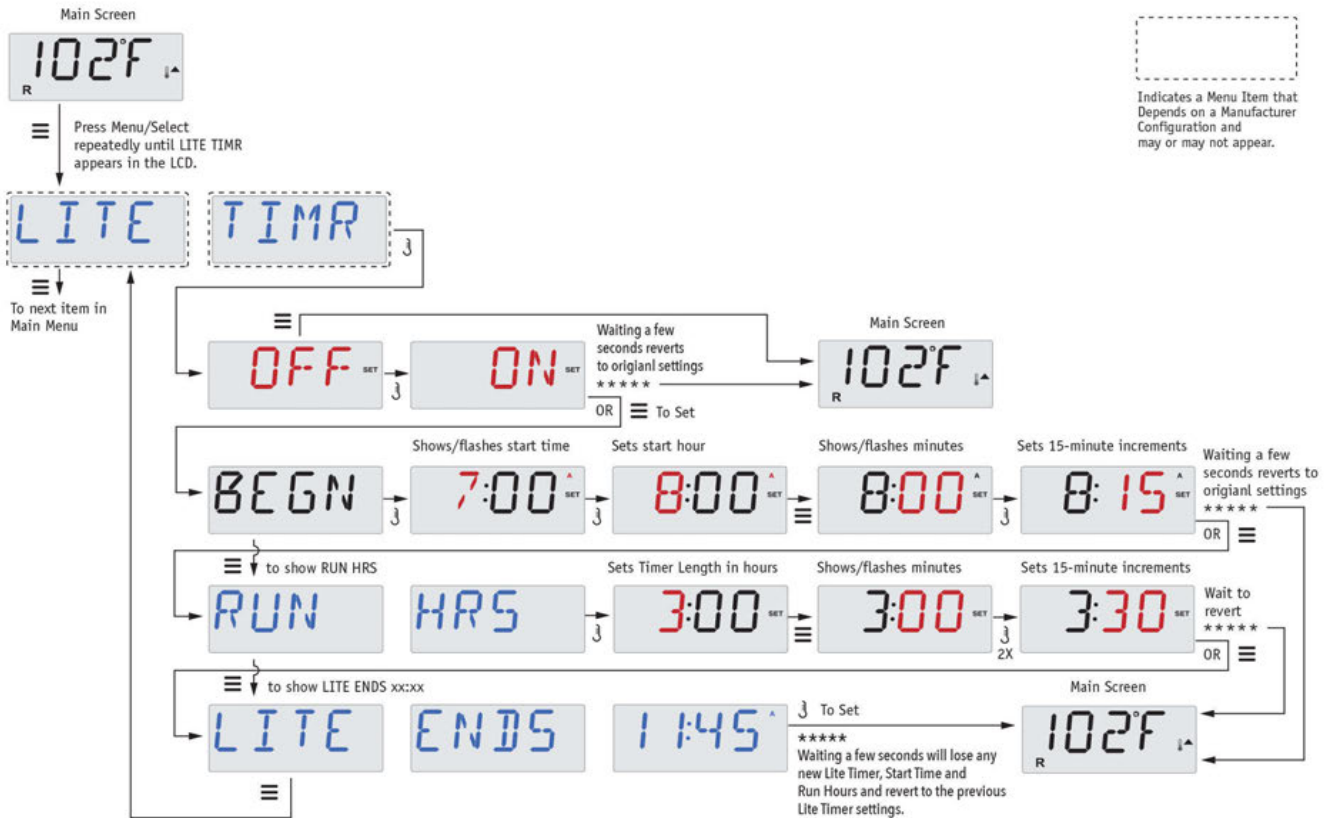 Main Screen
102°F
R
Press Menu/Select
repeatedly until LITE TIMR
appears in the LCD.
Indicates a Menu Item that
Depends on a Manufacturer
Configuration and
may or may not appear.
LITE TIMR
To next item in
Main Menu
OFF SET
ON SET
Waiting a few
seconds reverts
to origianl settings
*****
OR ☰ To Set
Main Screen
102°F
R
Shows/flashes start time
Sets start hour
Shows/flashes minutes
Sets 15-minute increments
BEGN
7:00 A SET
8:00 A SET
8:00 A SET
8:15 A SET
Waiting a few
seconds reverts to
origianl settings
*****
OR ☰
☰ to show RUN HRS
Sets Timer Length in hours
Shows/flashes minutes
Sets 15-minute increments
RUN HRS
3:00 SET
3:00 SET
2X
3:30 SET
Wait to
revert
*****
OR ☰
☰ to show LITE ENDS xx:xx
LITE ENDS 11:45 A
To Set
*****
Waiting a few seconds will lose any
new Lite Timer, Start Time and
Run Hours and revert to the previous
Lite Timer settings.
Main Screen
102°F
R